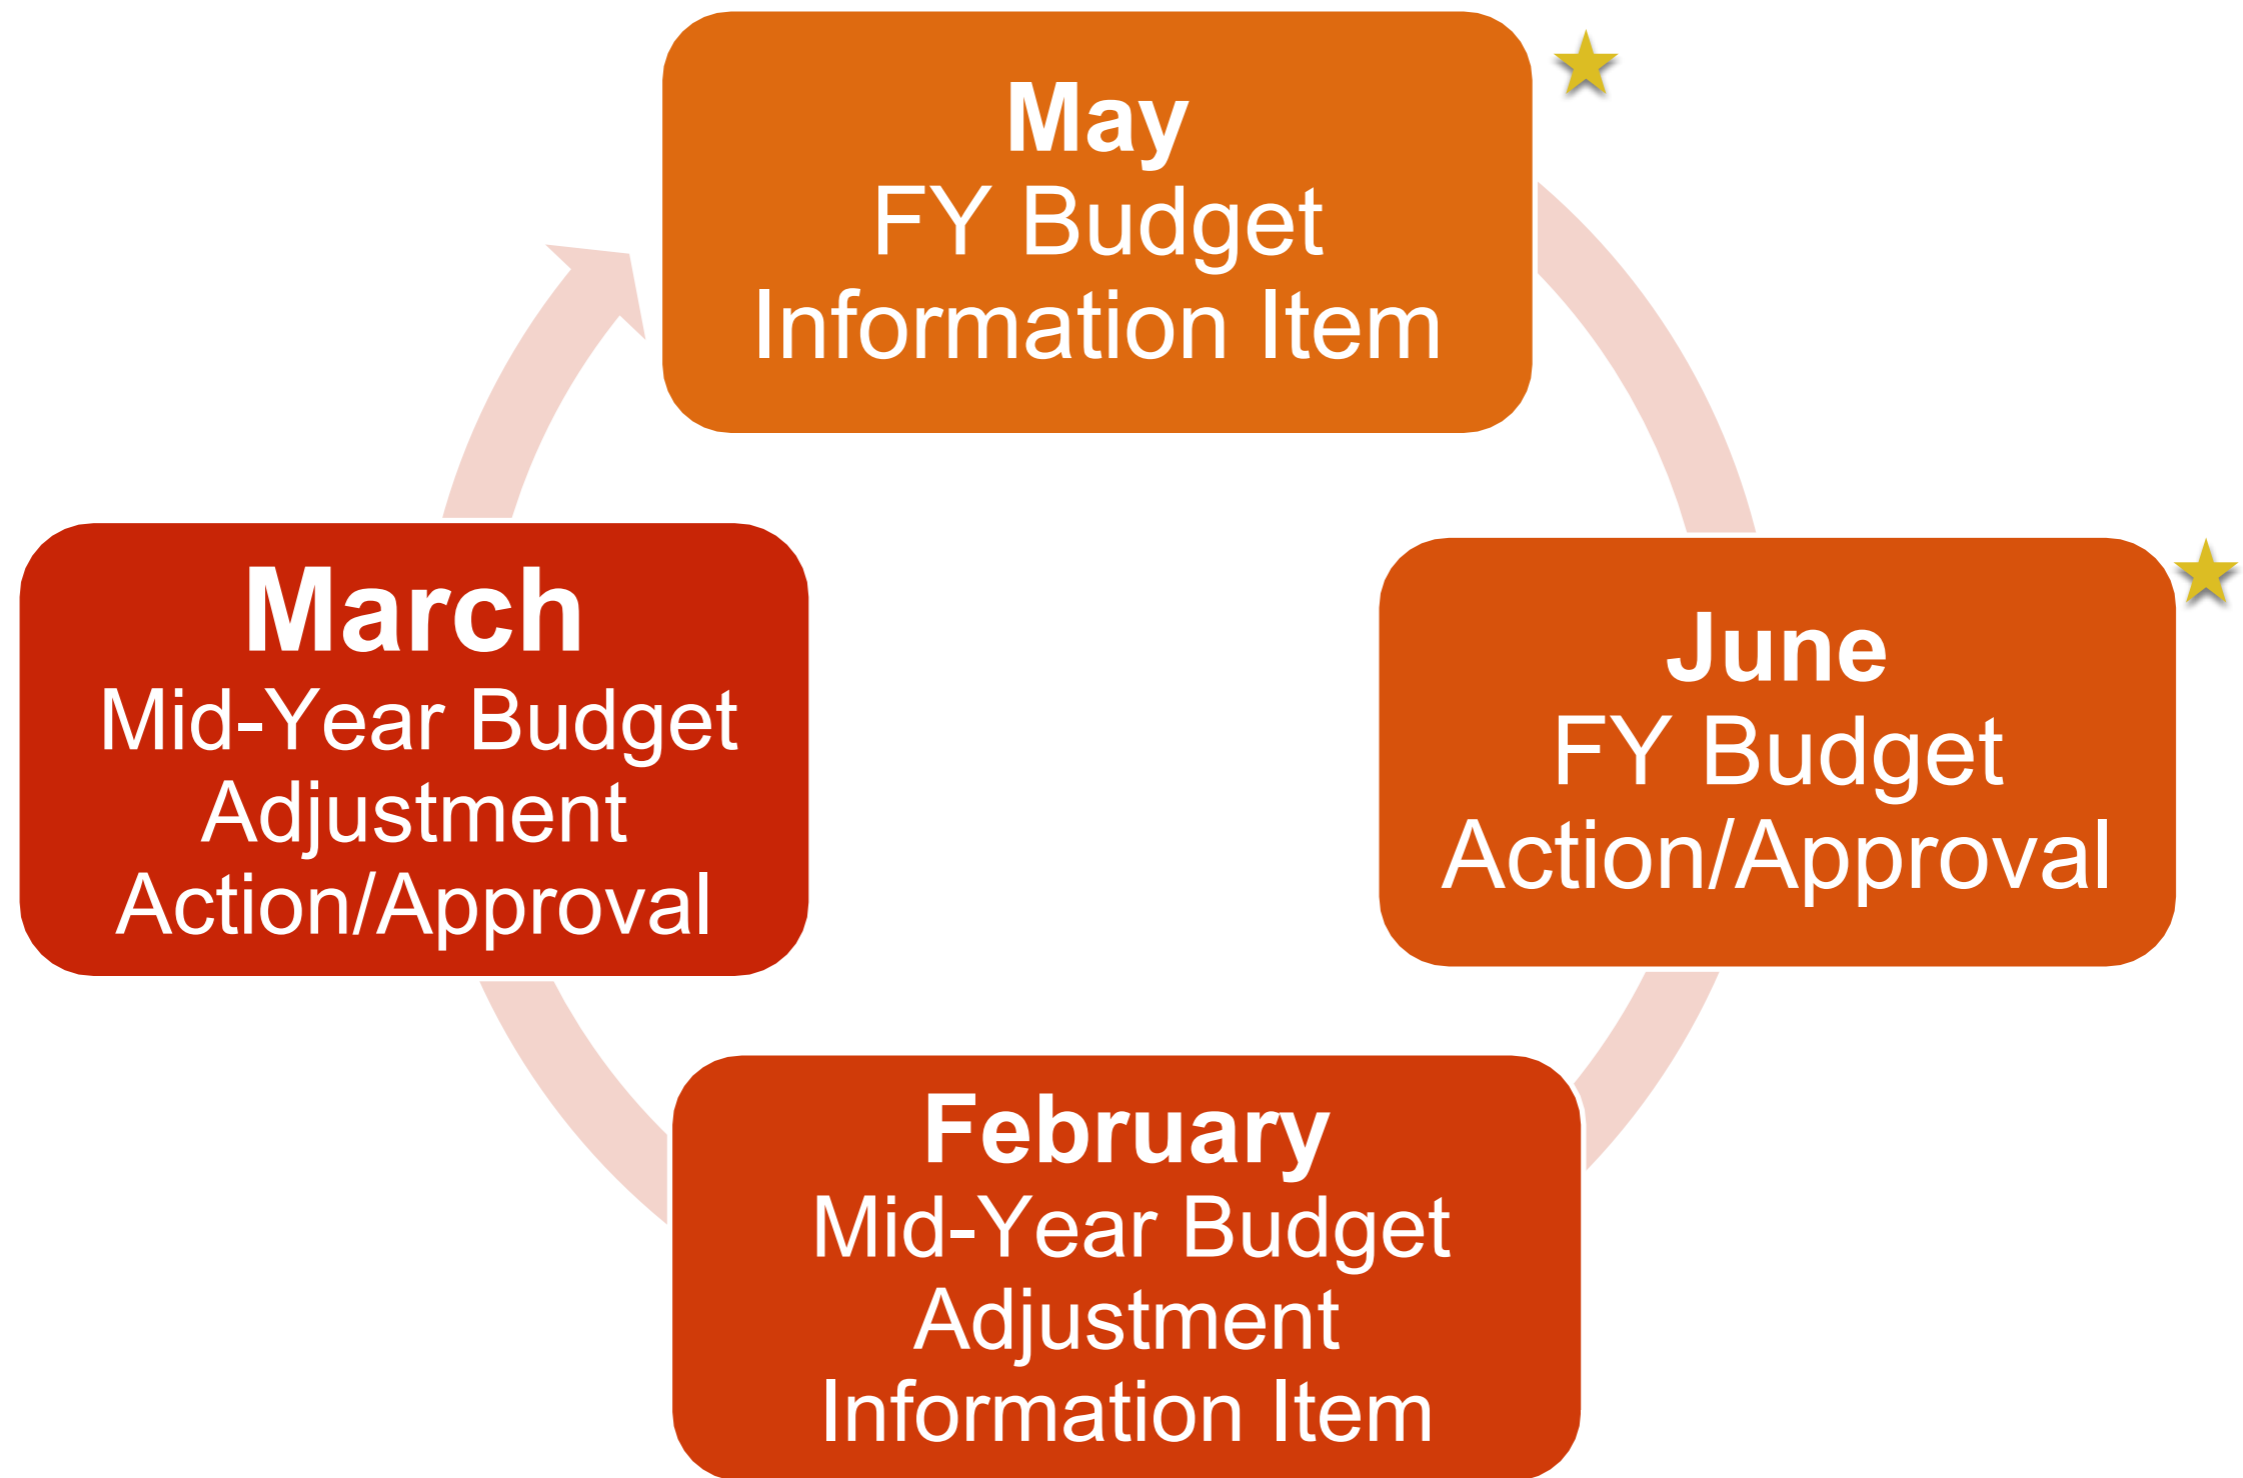 May
FY Budget
Information Item
June
FY Budget
Action/Approval
February
Mid-Year Budget
Adjustment
Information Item
March
Mid-Year Budget
Adjustment
Action/Approval